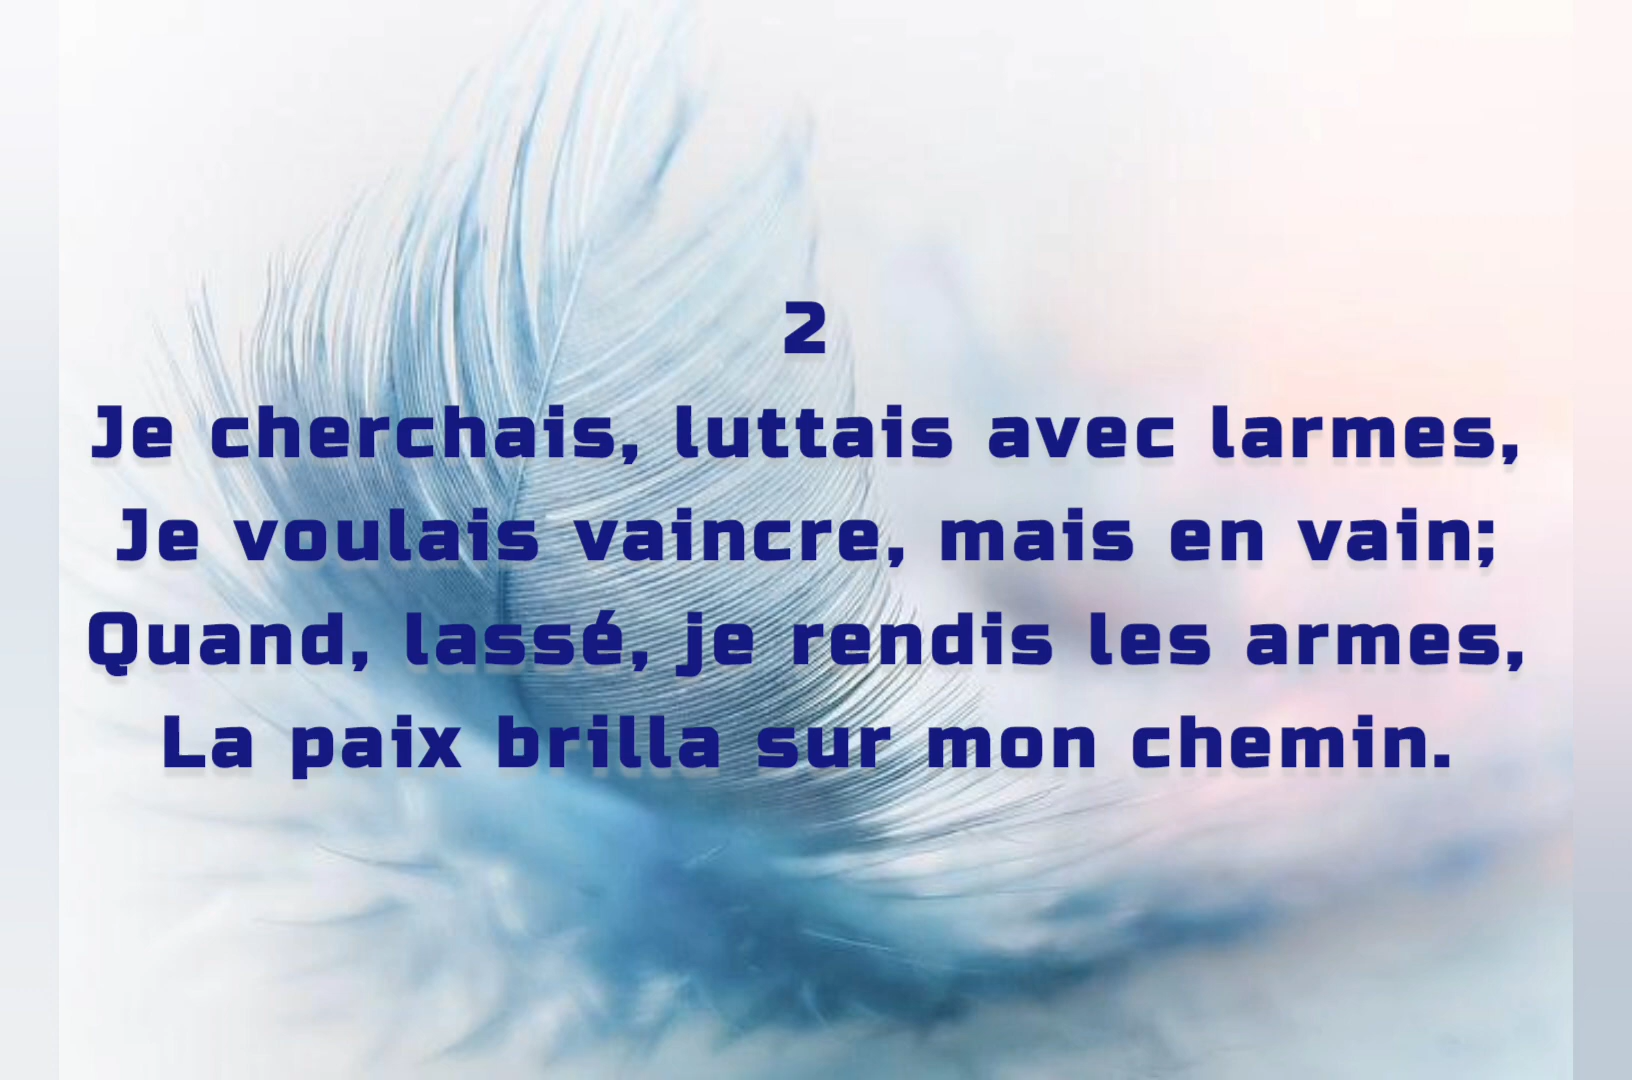 2
Je cherchais, luttais avec larmes,
Je voulais vaincre, mais en vain;
Quand, lassé, je rendis les armes,
La paix brilla sur mon chemin.